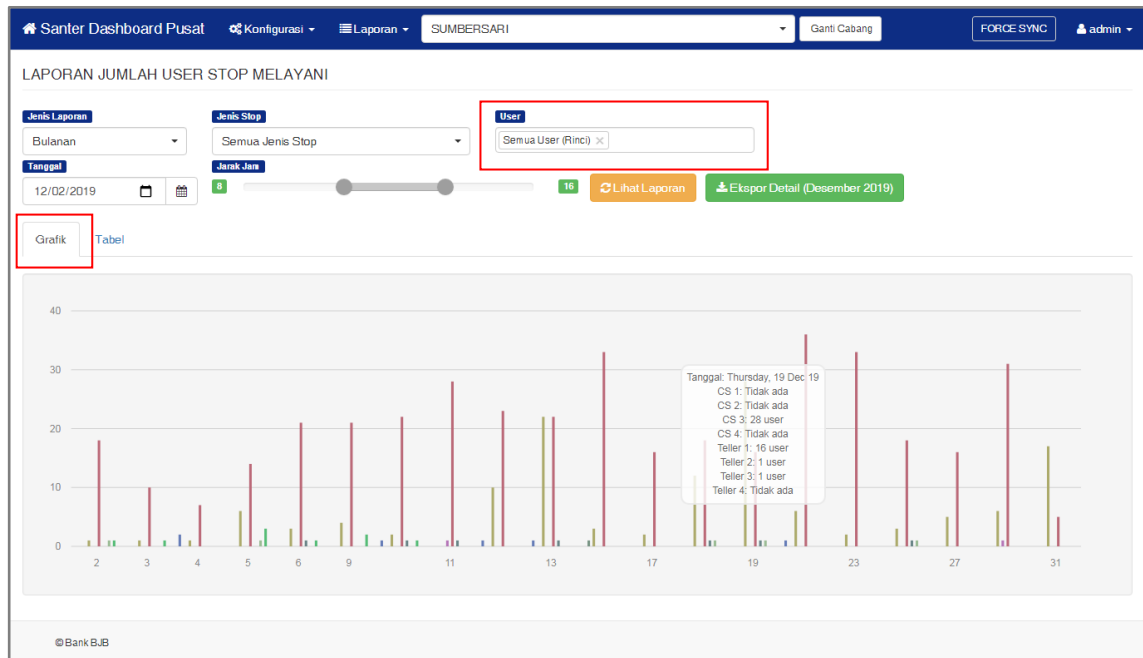 Santer Dashboard Pusat Konfigurasi Laporan SUMBERSARI Ganti Cabang FORCE SYNC admin
LAPORAN JUMLAH USER STOP MELAYANI
Jenis Laporan Jenis Stop User
Bulanan Semua Jenis Stop Semua User (Rinci) ×
Tanggal Jarak Jam
12/02/2019 8 16 Lihat Laporan Ekspor Detail (Desember 2019)
Grafik Tabel
40
30
20
10
0
Tanggal: Thursday, 19 Dec 19
CS 1: Tidak ada
CS 2: Tidak ada
CS 3: 28 user
CS 4: Tidak ada
Teller 1: 16 user
Teller 2: 1 user
Teller 3: 1 user
Teller 4: Tidak ada
2 3 4 5 6 9 11 13 17 19 23 27 31
© Bank BJB